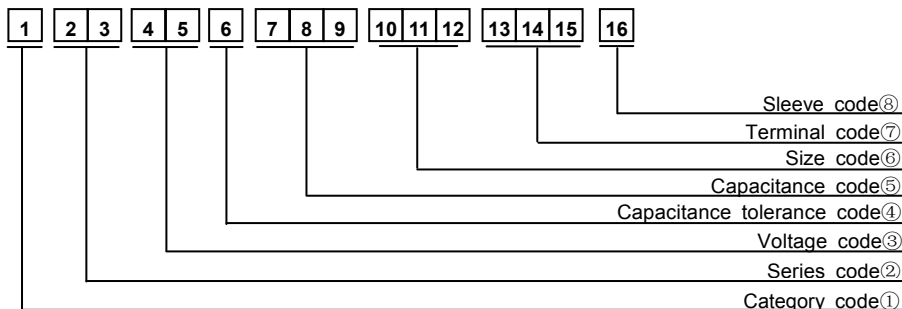 1 2 3 4 5 6 7 8 9 10 11 12 13 14 15 16
Sleeve code⑧
Terminal code⑦
Size code⑥
Capacitance code⑤
Capacitance tolerance code④
Voltage code③
Series code②
Category code①